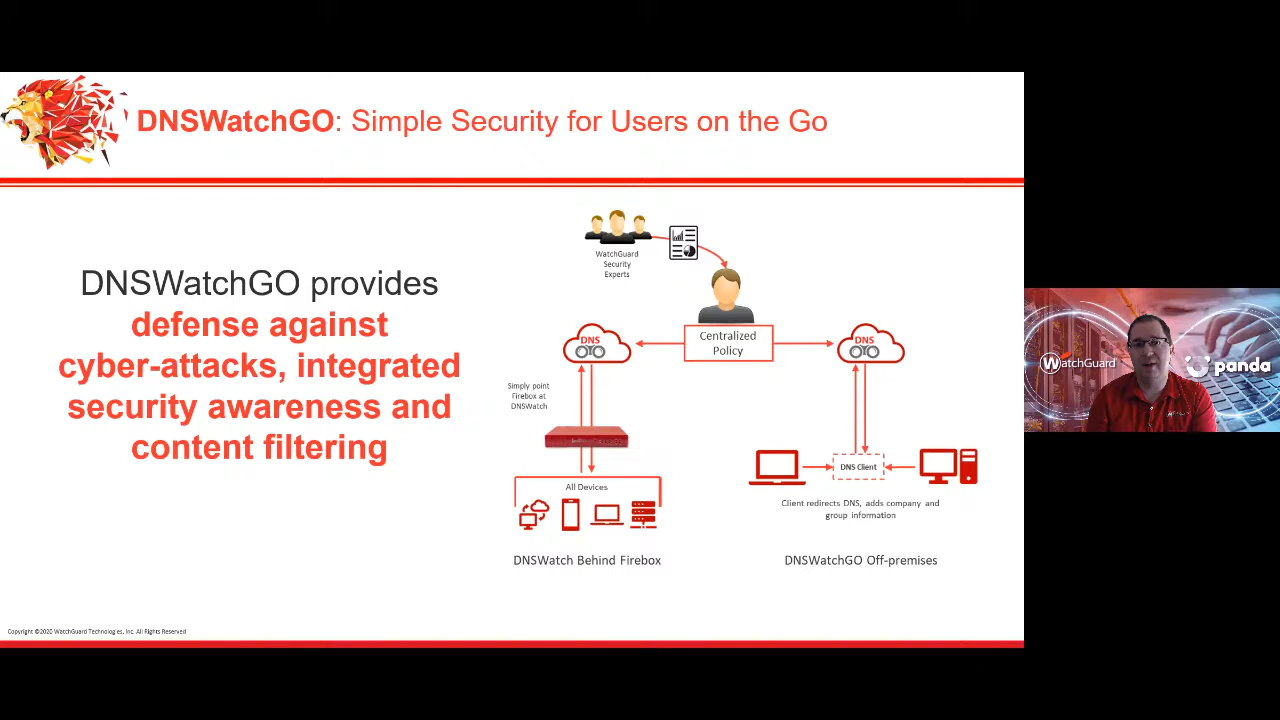 DNSWatchGO: Simple Security for Users on the Go
DNSWatchGO provides
defense against
cyber-attacks, integrated
security awareness and
content filtering
WatchGuard
Security
Experts
Centralized
Policy
DNS
DNS
Simply point
Firebox at
DNSWatch
All Devices
DNS Client
Client redirects DNS, adds company and
group information
DNSWatch Behind Firebox
DNSWatchGO Off-premises
Copyright ©2020 WatchGuard Technologies, Inc. All Rights Reserved
WatchGuard
panda